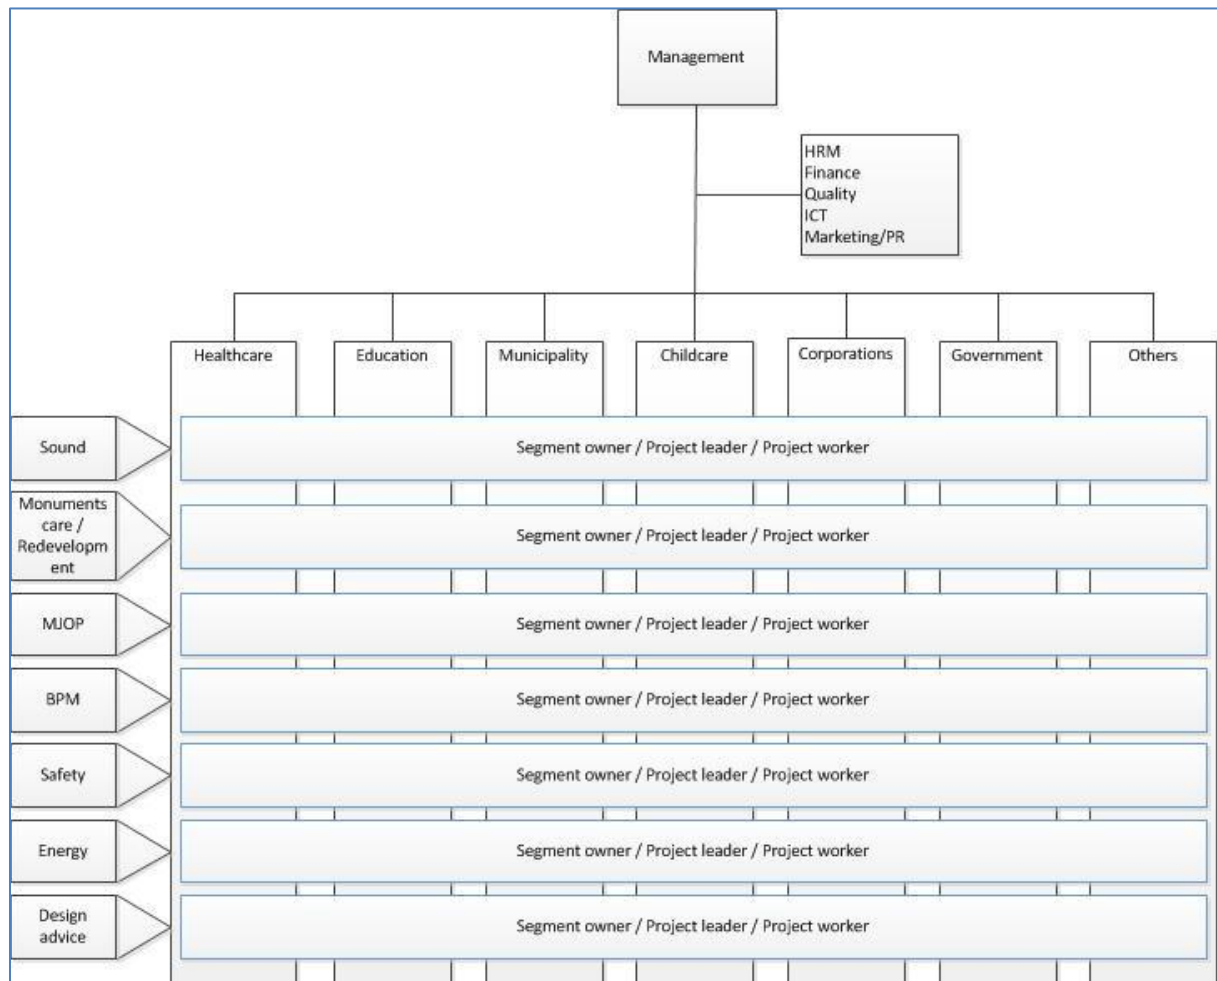 Management
HRM
Finance
Quality
ICT
Marketing/PR
Healthcare
Education
Municipality
Childcare
Corporations
Government
Others
Sound
Segment owner / Project leader / Project worker
Monuments
care /
Redevelopm
ent
Segment owner / Project leader / Project worker
MJOP
Segment owner / Project leader / Project worker
BPM
Segment owner / Project leader / Project worker
Safety
Segment owner / Project leader / Project worker
Energy
Segment owner / Project leader / Project worker
Design
advice
Segment owner / Project leader / Project worker